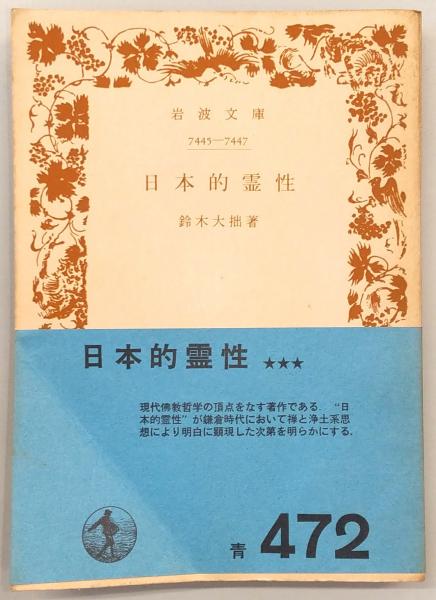 岩波文庫
7445—7447
日本的霊性
鈴木大拙著
日本的霊性 ★★★
現代佛教哲学の頂点をなす著作である. “日
本的霊性”が鎌倉時代において禅と浄土系思
想により明白に顕現した次第を明らかにする.
青 472